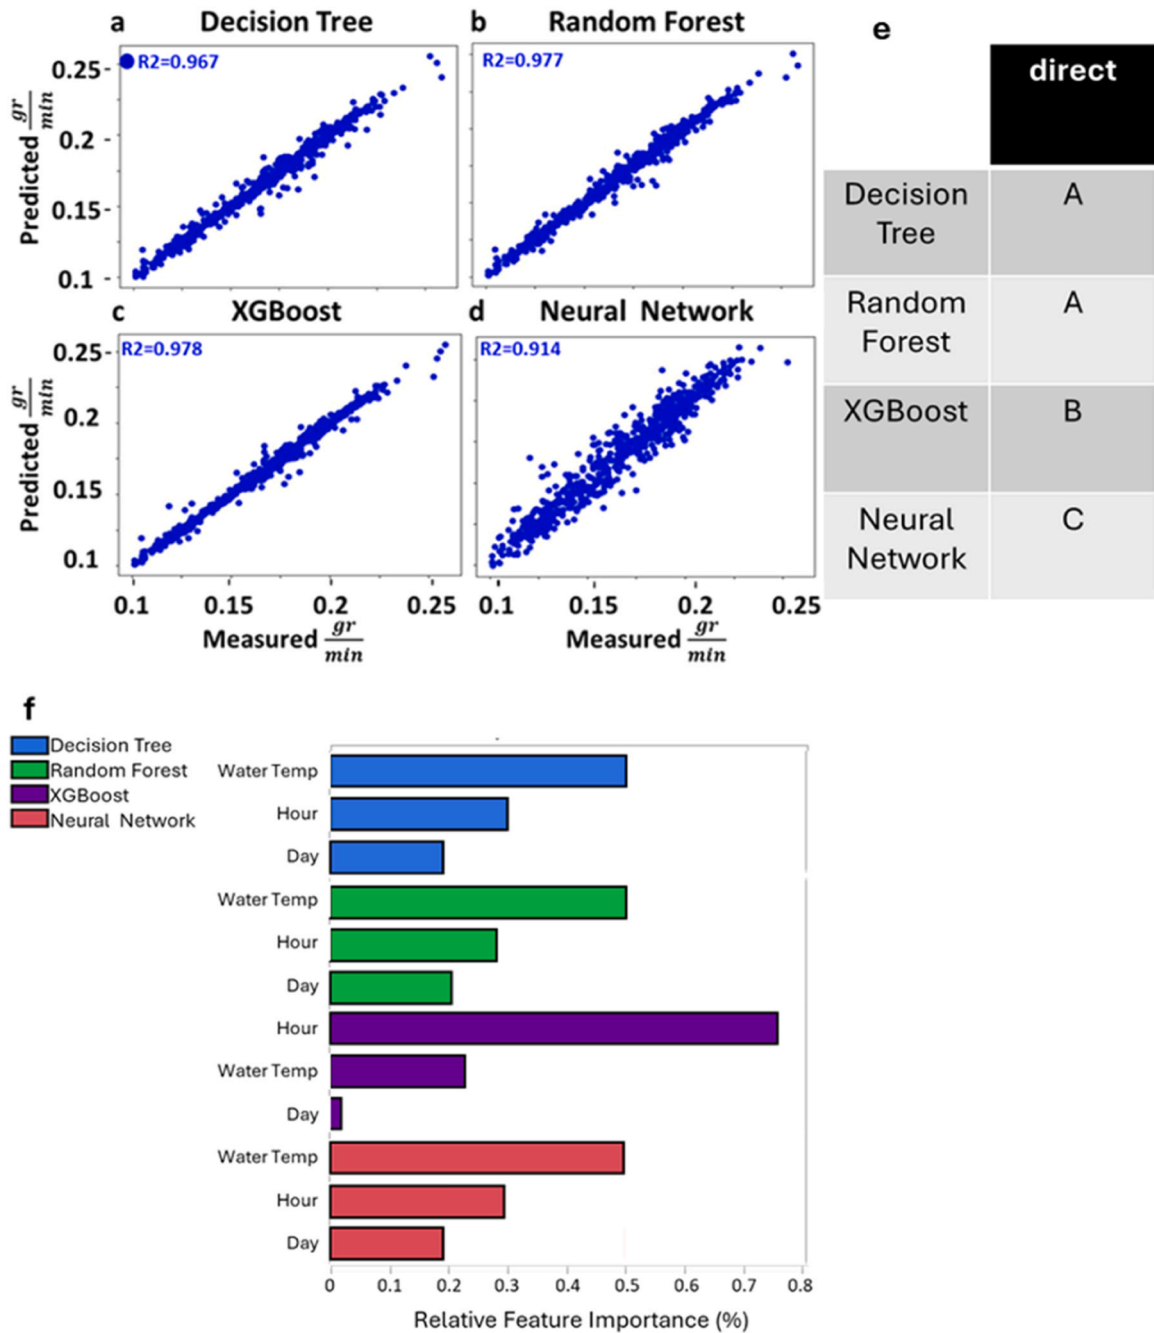 a Decision Tree
R2=0.967
0.25
0.2
0.15
0.1
Predicted gr/min
b Random Forest
R2=0.977
c XGBoost
R2=0.978
0.25
0.2
0.15
0.1
Predicted gr/min
0.1 0.15 0.2 0.25
Measured gr/min
d Neural Network
R2=0.914
0.1 0.15 0.2 0.25
Measured gr/min
e
direct
Decision
Tree
A
Random
Forest
A
XGBoost
B
Neural
Network
C
f
Decision Tree
Random Forest
XGBoost
Neural Network
Water Temp
Hour
Day
Water Temp
Hour
Day
Hour
Water Temp
Day
Water Temp
Hour
Day
0 0.1 0.2 0.3 0.4 0.5 0.6 0.7 0.8
Relative Feature Importance (%)